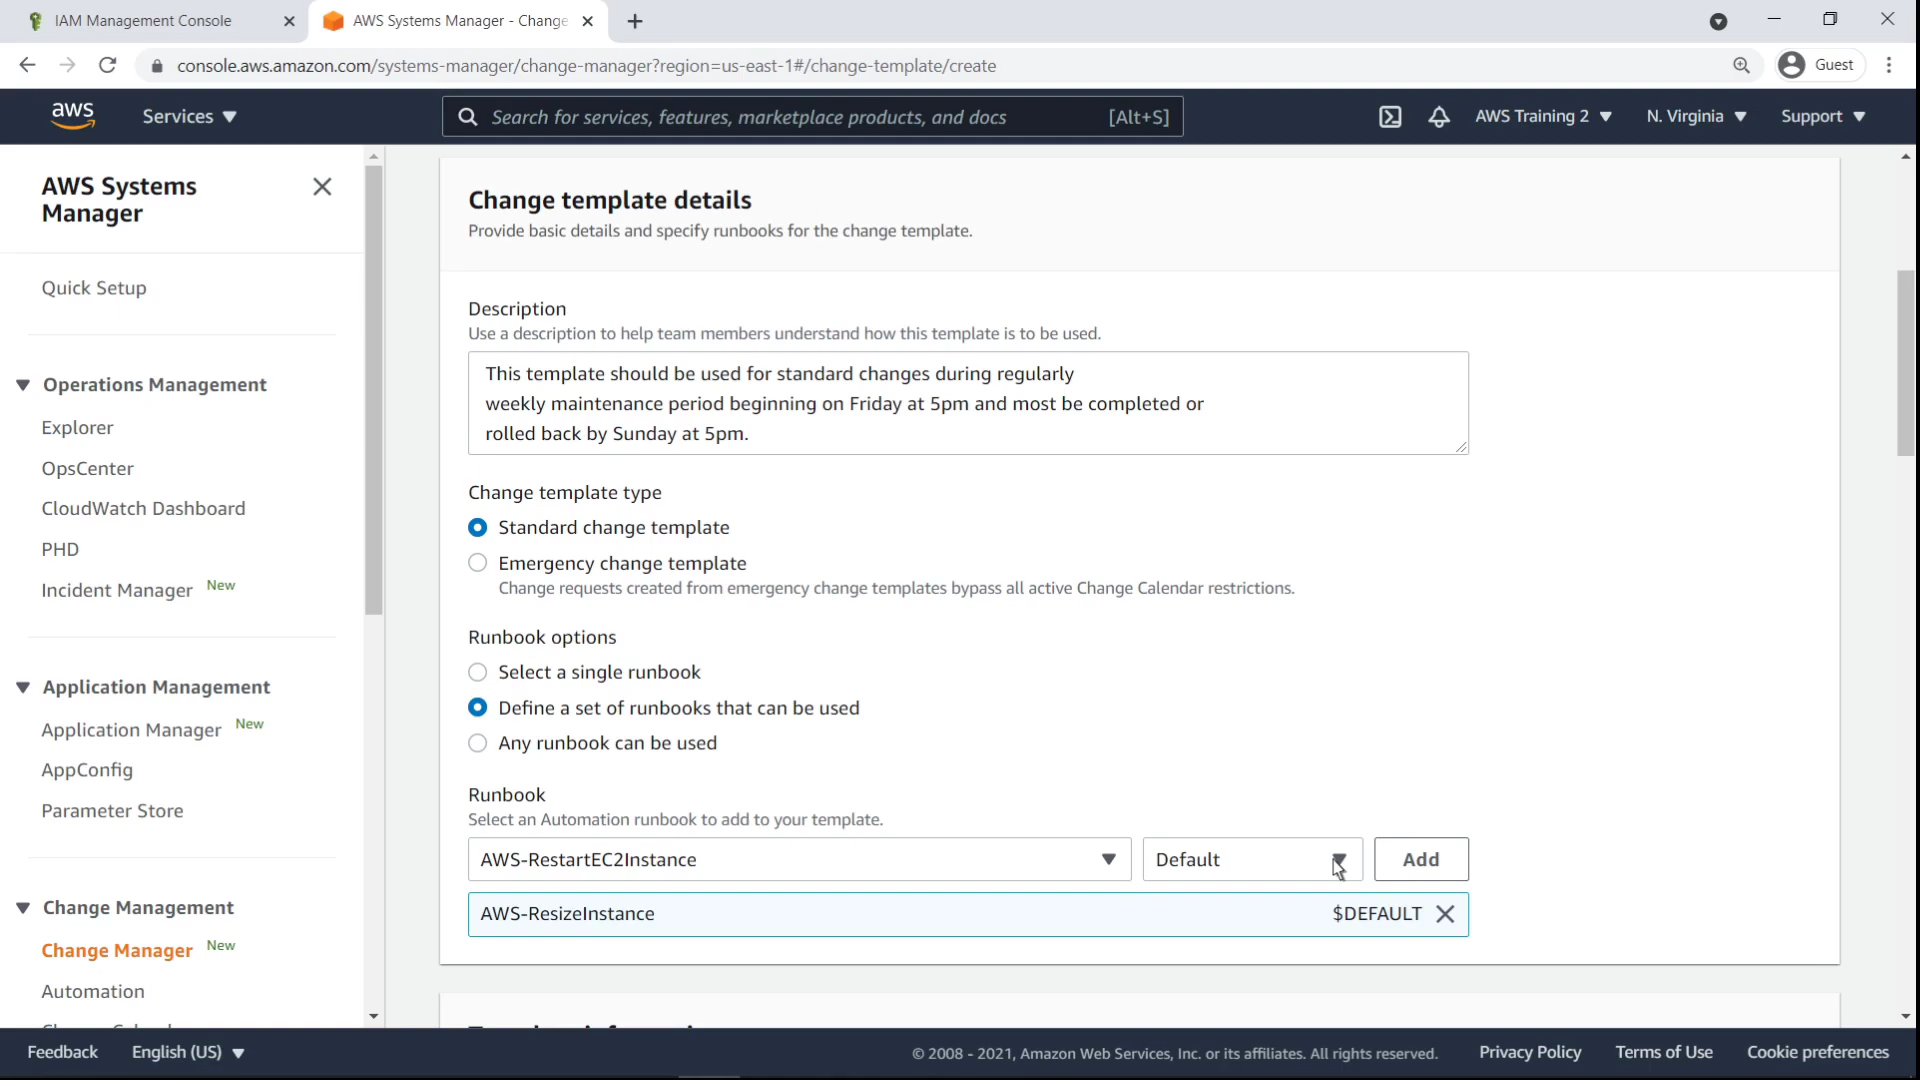 IAM Management Console
AWS Systems Manager - Change
console.aws.amazon.com/systems-manager/change-manager?region=us-east-1#/change-template/create
Guest
aws
Services
Search for services, features, marketplace products, and docs
[Alt+S]
AWS Training 2
N. Virginia
Support
AWS Systems
Manager
Quick Setup
Operations Management
Explorer
OpsCenter
CloudWatch Dashboard
PHD
Incident Manager New
Application Management
Application Manager New
AppConfig
Parameter Store
Change Management
Change Manager New
Automation
Change template details
Provide basic details and specify runbooks for the change template.
Description
Use a description to help team members understand how this template is to be used.
This template should be used for standard changes during regularly
weekly maintenance period beginning on Friday at 5pm and most be completed or
rolled back by Sunday at 5pm.
Change template type
Standard change template
Emergency change template
Change requests created from emergency change templates bypass all active Change Calendar restrictions.
Runbook options
Select a single runbook
Define a set of runbooks that can be used
Any runbook can be used
Runbook
Select an Automation runbook to add to your template.
AWS-RestartEC2Instance
Default
Add
AWS-ResizeInstance
$DEFAULT
Feedback
English (US)
© 2008 - 2021, Amazon Web Services, Inc. or its affiliates. All rights reserved.
Privacy Policy
Terms of Use
Cookie preferences